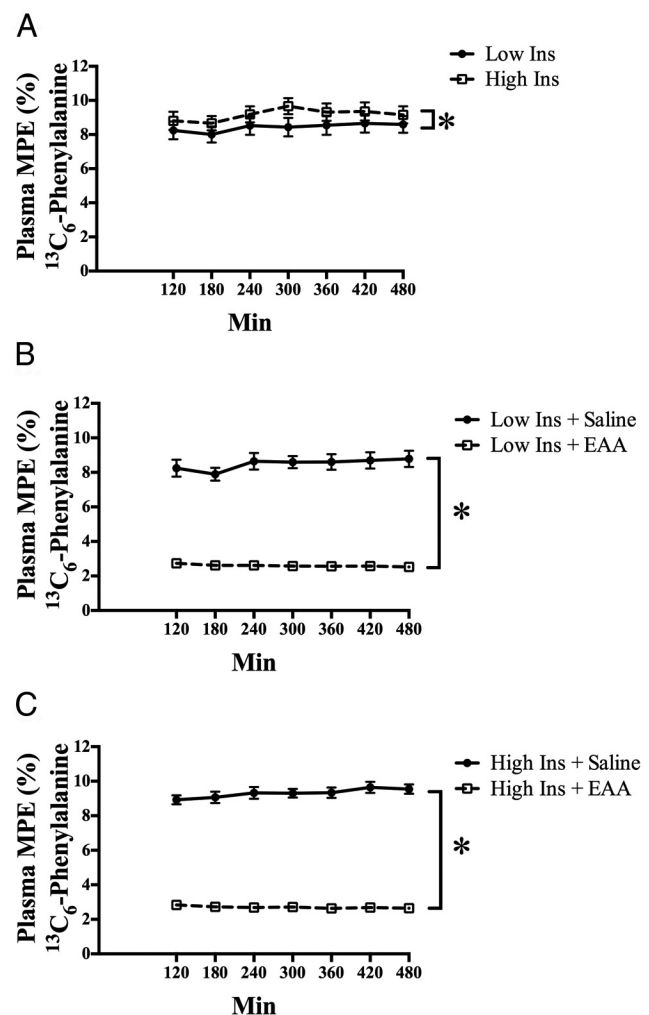 A
Low Ins
High Ins
Plasma MPE (%)
¹³C₆-Phenylalanine
12
10
8
6
4
2
0
*
120 180 240 300 360 420 480
Min
B
Low Ins + Saline
Low Ins + EAA
Plasma MPE (%)
¹³C₆-Phenylalanine
12
10
8
6
4
2
0
*
120 180 240 300 360 420 480
Min
C
High Ins + Saline
High Ins + EAA
Plasma MPE (%)
¹³C₆-Phenylalanine
12
10
8
6
4
2
0
*
120 180 240 300 360 420 480
Min